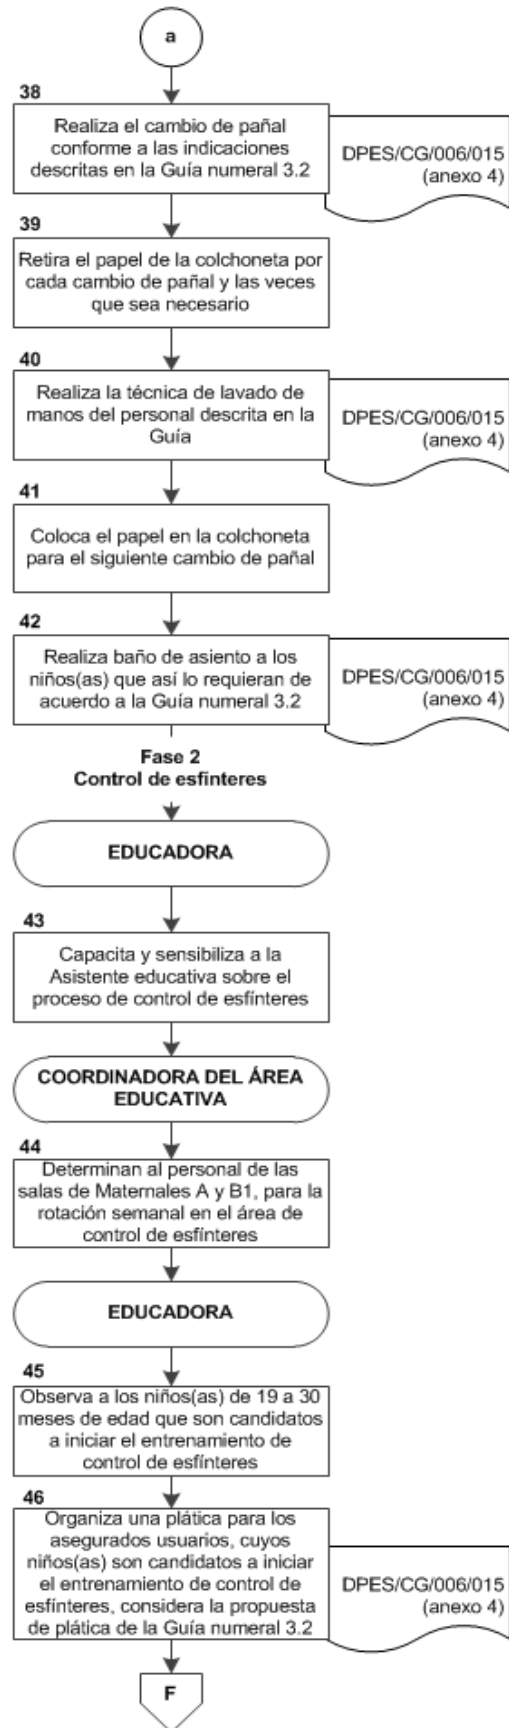 a
38
Realiza el cambio de pañal
conforme a las indicaciones
descritas en la Guía numeral 3.2
DPES/CG/006/015
(anexo 4)
39
Retira el papel de la colchoneta por
cada cambio de pañal y las veces
que sea necesario
40
Realiza la técnica de lavado de
manos del personal descrita en la
Guía
DPES/CG/006/015
(anexo 4)
41
Coloca el papel en la colchoneta
para el siguiente cambio de pañal
42
Realiza baño de asiento a los
niños(as) que así lo requieran de
acuerdo a la Guía numeral 3.2
DPES/CG/006/015
(anexo 4)
Fase 2
Control de esfínteres
EDUCADORA
43
Capacita y sensibiliza a la
Asistente educativa sobre el
proceso de control de esfínteres
COORDINADORA DEL ÁREA
EDUCATIVA
44
Determinan al personal de las
salas de Maternales A y B1, para la
rotación semanal en el área de
control de esfínteres
EDUCADORA
45
Observa a los niños(as) de 19 a 30
meses de edad que son candidatos
a iniciar el entrenamiento de
control de esfínteres
46
Organiza una plática para los
asegurados usuarios, cuyos
niños(as) son candidatos a iniciar
el entrenamiento de control de
esfínteres, considera la propuesta
de plática de la Guía numeral 3.2
DPES/CG/006/015
(anexo 4)
F